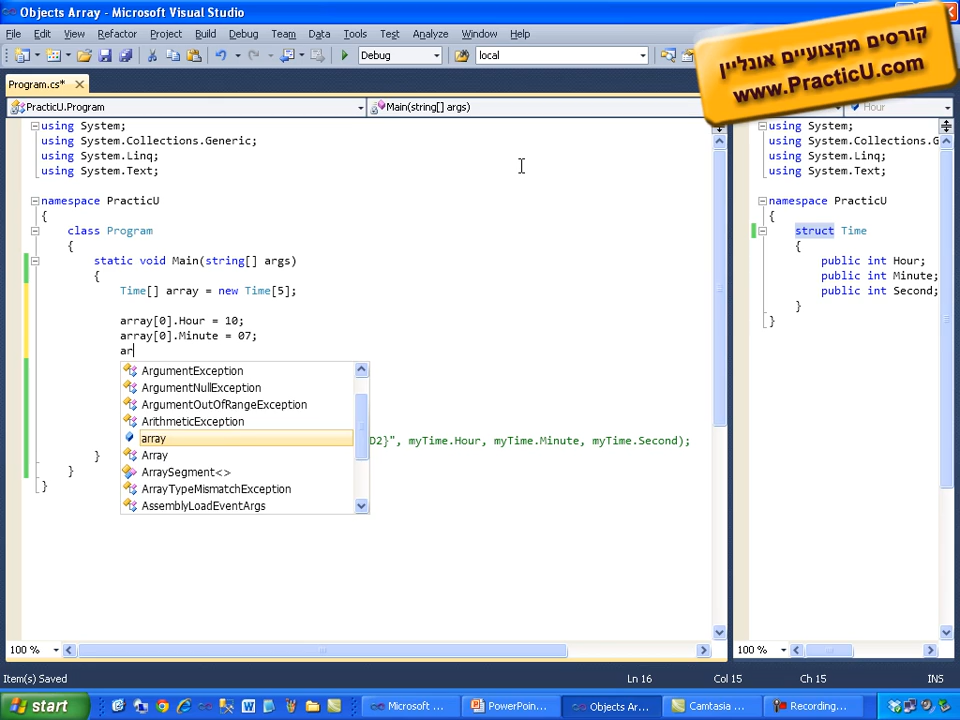 Objects Array - Microsoft Visual Studio
קורסים מקצועיים אונליין
www.PracticU.com
File Edit View Refactor Project Build Debug Team Data Tools Test Analyze Window Help
Debug local
Program.cs*
PracticU.Program Main(string[] args) Hour
using System;
using System.Collections.Generic;
using System.Linq;
using System.Text;
namespace PracticU
{
class Program
{
static void Main(string[] args)
{
Time[] array = new Time[5];
array[0].Hour = 10;
array[0].Minute = 07;
ar
ArgumentException
ArgumentNullException
ArgumentOutOfRangeException
ArithmeticException
array
Array
ArraySegment<>
ArrayTypeMismatchException
AssemblyLoadEventArgs
D2}", myTime.Hour, myTime.Minute, myTime.Second);
}
}
}
using System;
using System.Collections.G
using System.Linq;
using System.Text;
namespace PracticU
{
struct Time
{
public int Hour;
public int Minute;
public int Second;
}
}
100 % 100 %
Item(s) Saved Ln 16 Col 15 Ch 15 INS
start Microsoft ... PowerPoin... Objects Ar... Camtasia ... Recording...